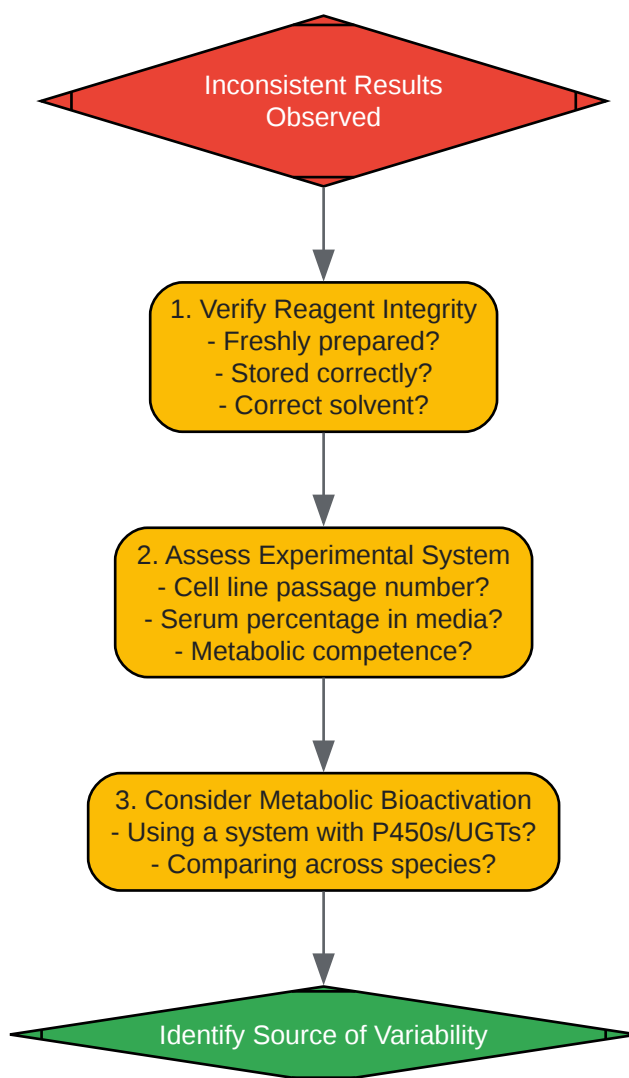 Inconsistent Results
Observed
1. Verify Reagent Integrity
- Freshly prepared?
- Stored correctly?
- Correct solvent?
2. Assess Experimental System
- Cell line passage number?
- Serum percentage in media?
- Metabolic competence?
3. Consider Metabolic Bioactivation
- Using a system with P450s/UGTs?
- Comparing across species?
Identify Source of Variability